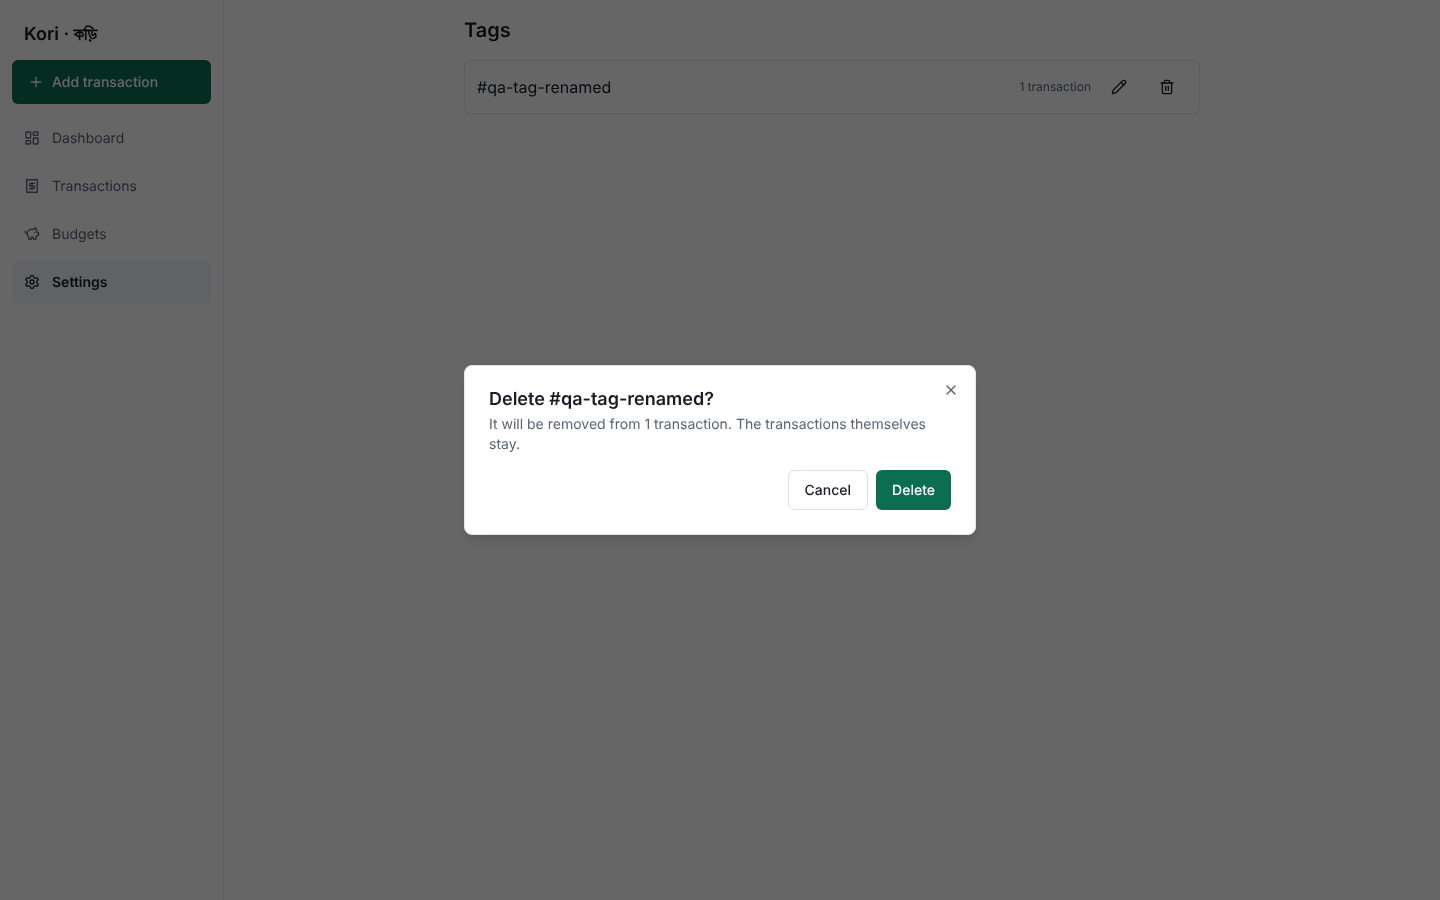 Kori · কড়ি
Add transaction
Dashboard
Transactions
Budgets
Settings
Tags
#qa-tag-renamed
1 transaction
Delete #qa-tag-renamed?
It will be removed from 1 transaction. The transactions themselves
stay.
Cancel
Delete